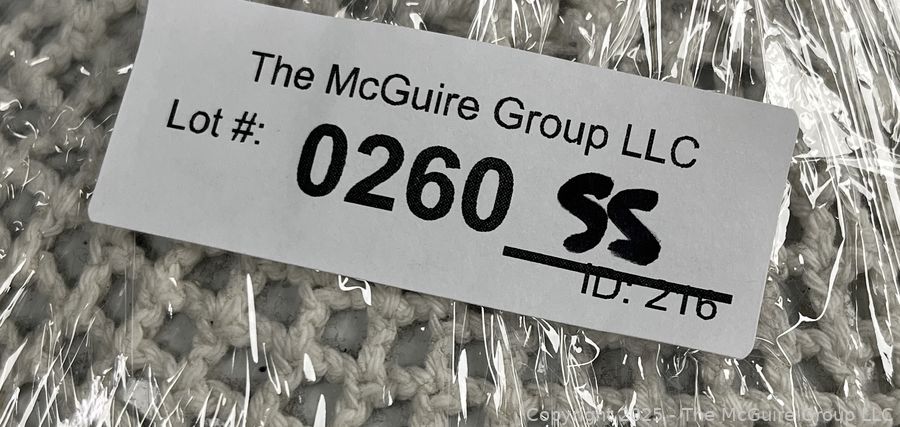 The McGuire Group LLC
Lot #: 0260 SS
ID: 216
Copyright 2025 - The McGuire Group LLC